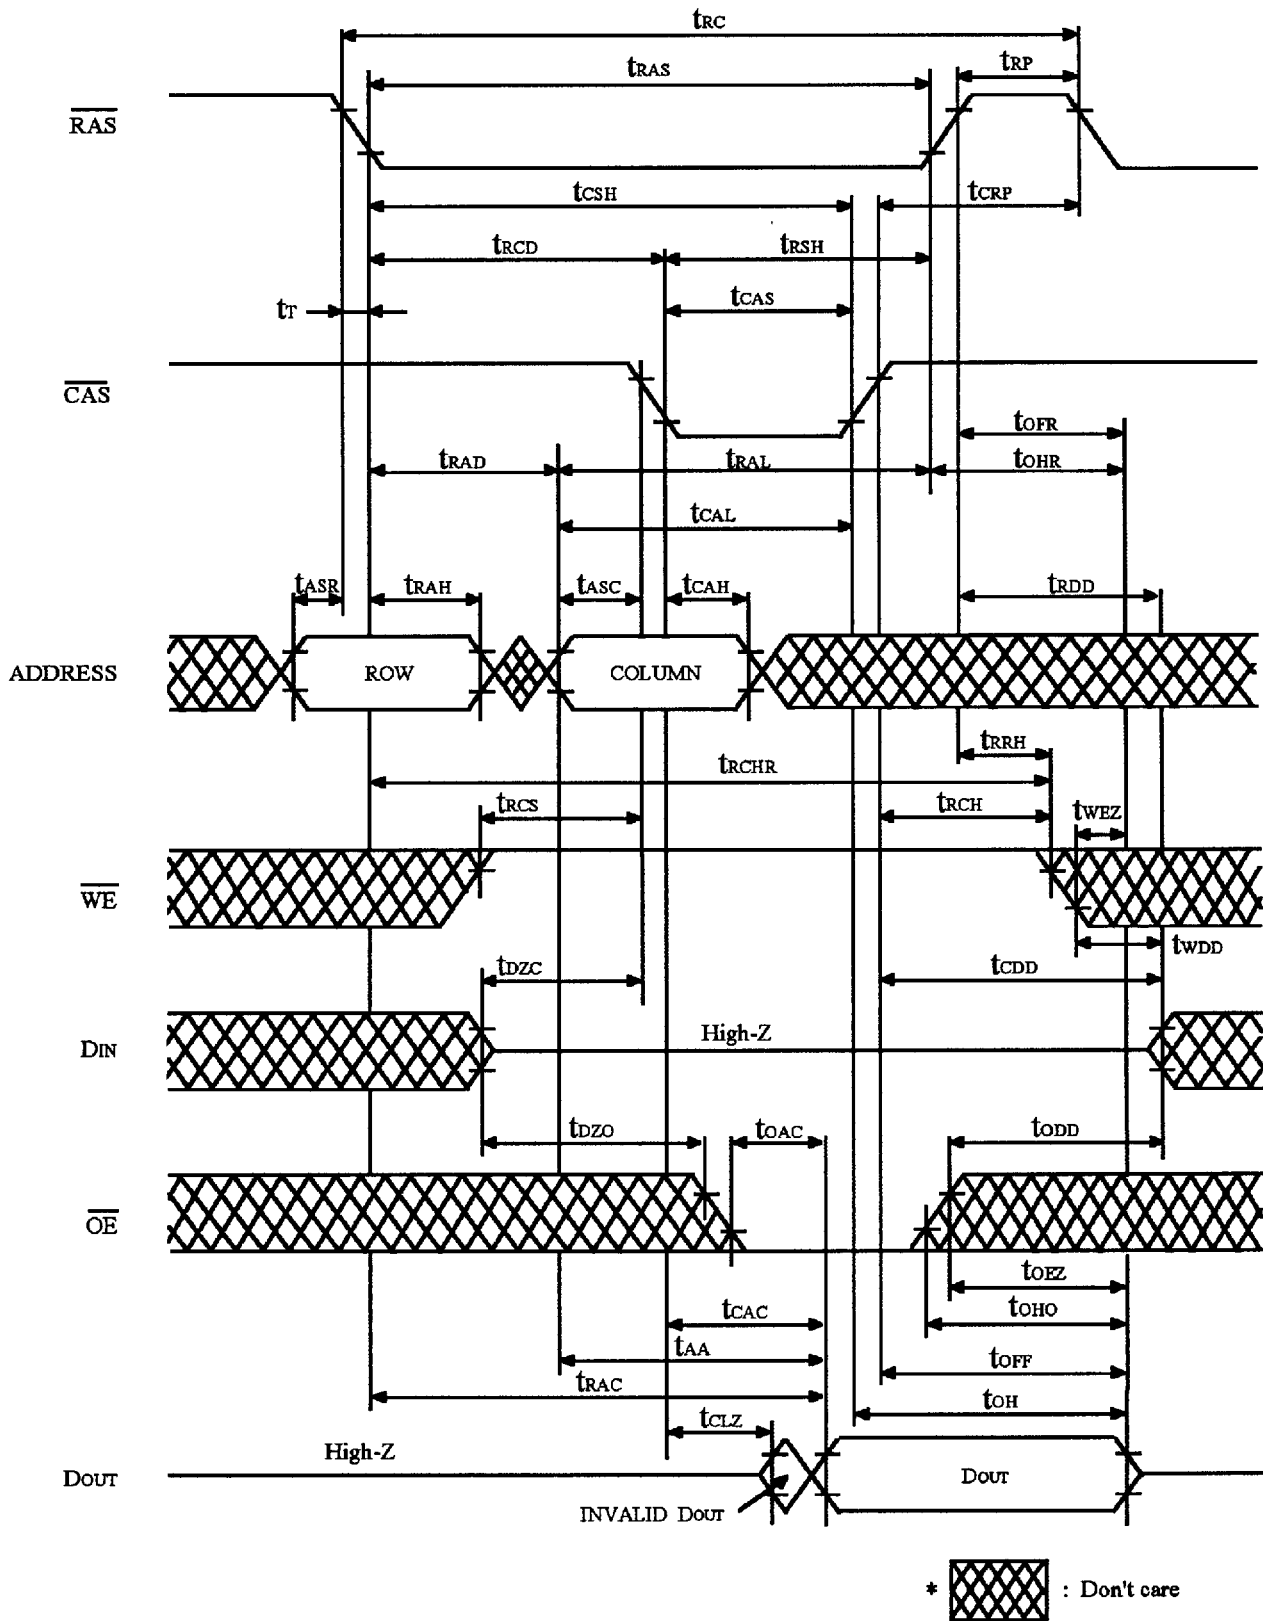 tRC
tRAS
tRP
RAS
tCSH
tCRP
tRCD
tRSH
tT
tCAS
CAS
tOFR
tRAD
tRAL
tOHR
tCAL
tASR
tRAH
tASC
tCAH
tRDD
ADDRESS
ROW
COLUMN
tRRH
tRCHR
tRCS
tRCH
tWEZ
WE
tWDD
tDZC
tCDD
DIN
High-Z
tDZO
tOAC
tODD
OE
tOEZ
tCAC
tOHO
tAA
tOFF
tRAC
tOH
tCLZ
High-Z
DOUT
DOUT
INVALID DOUT
* : Don't care